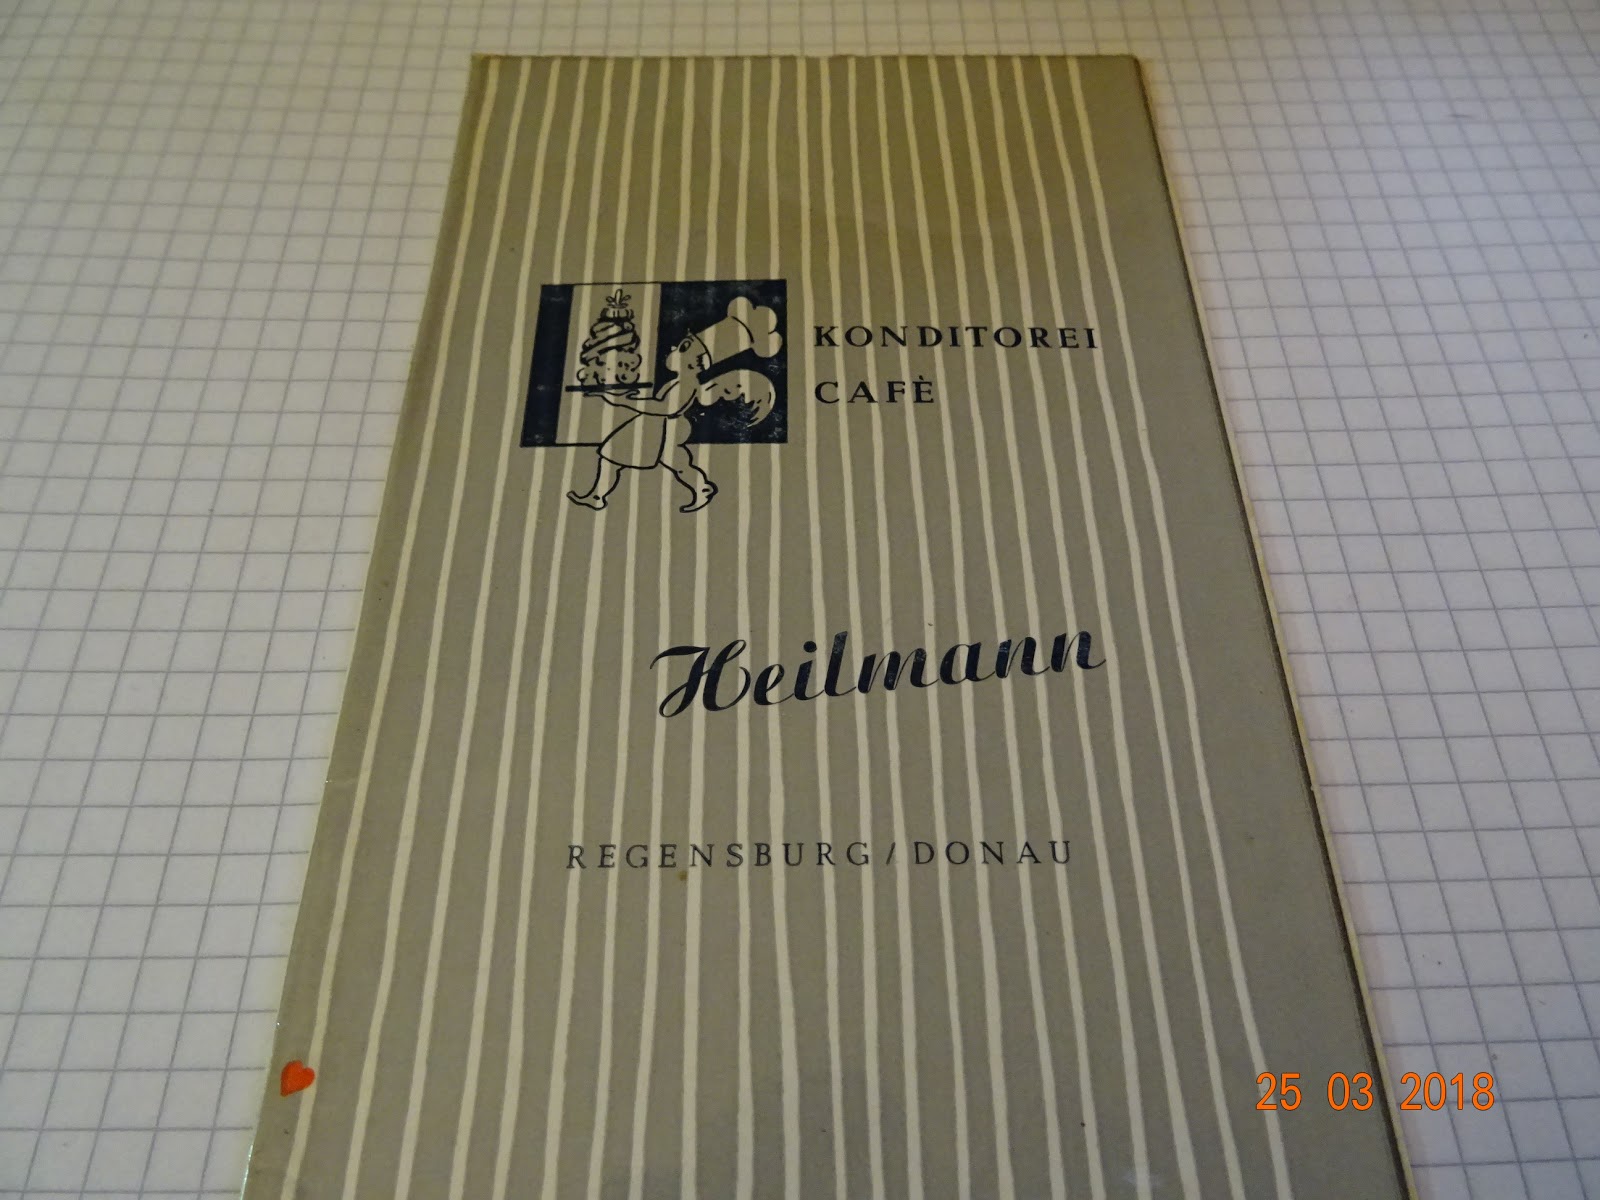 KONDITOREI
CAFÈ
Heilmann
REGENSBURG / DONAU
25 03 2018